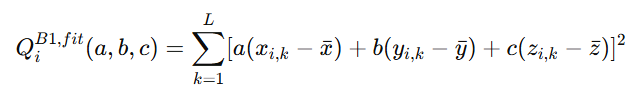 Q_i^{B1,fit}(a, b, c) = \sum_{k=1}^{L} [a(x_{i,k} − \bar{x}) + b(y_{i,k} − \bar{y}) + c(z_{i,k} − \bar{z})]^2